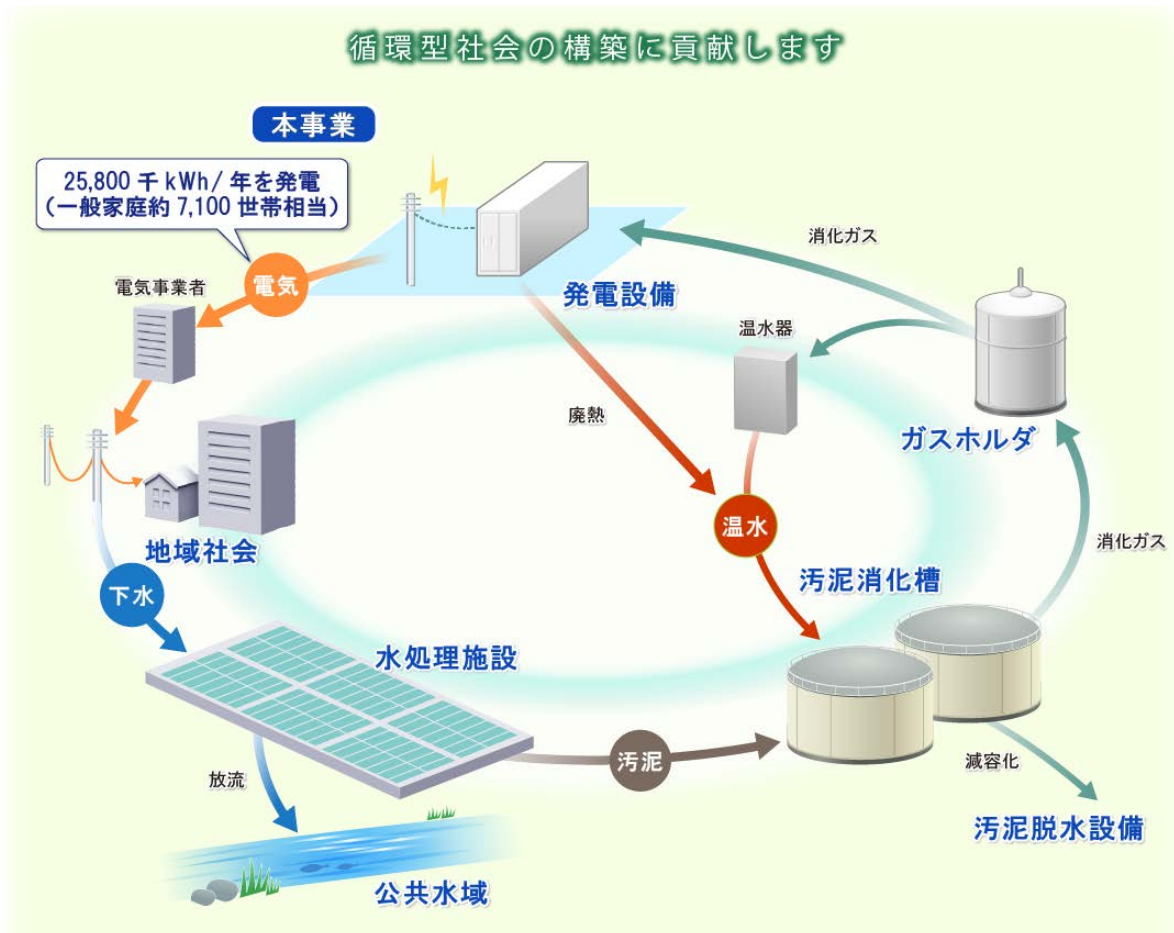 循環型社会の構築に貢献します
本事業
25,800 千 kWh/ 年を発電
（一般家庭約 7,100 世帯相当）
電気
電気事業者
発電設備
消化ガス
温水器
廃熱
ガスホルダ
温水
消化ガス
地域社会
下水
汚泥消化槽
水処理施設
汚泥
放流
減容化
汚泥脱水設備
公共水域